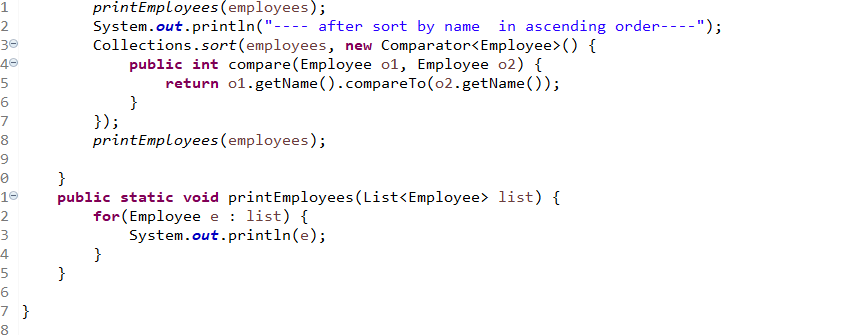 1 printEmployees(employees);
2 System.out.println("---- after sort by name  in ascending order----");
3 Collections.sort(employees, new Comparator<Employee>() {
4 public int compare(Employee o1, Employee o2) {
5 return o1.getName().compareTo(o2.getName());
6 }
7 });
8 printEmployees(employees);
9
0 }
1 public static void printEmployees(List<Employee> list) {
2 for(Employee e : list) {
3 System.out.println(e);
4 }
5 }
6
7 }
8